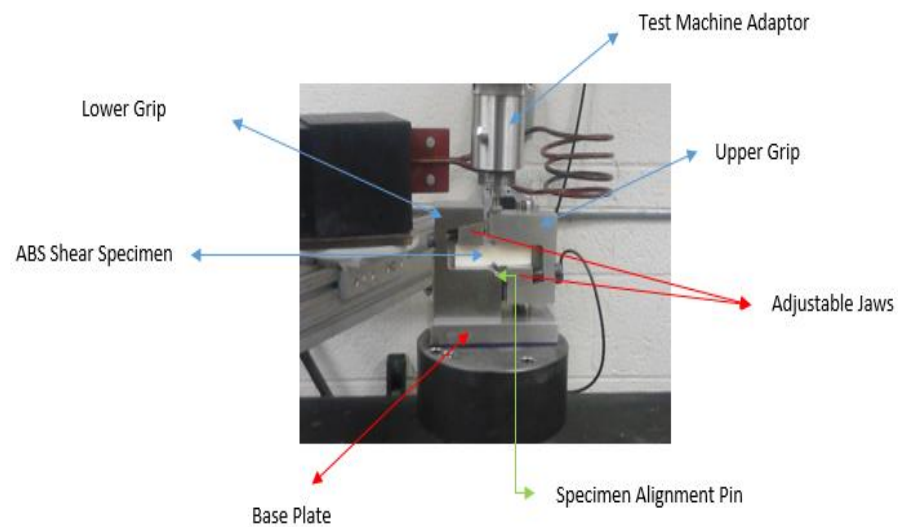 Test Machine Adaptor
Lower Grip
Upper Grip
ABS Shear Specimen
Adjustable Jaws
Specimen Alignment Pin
Base Plate